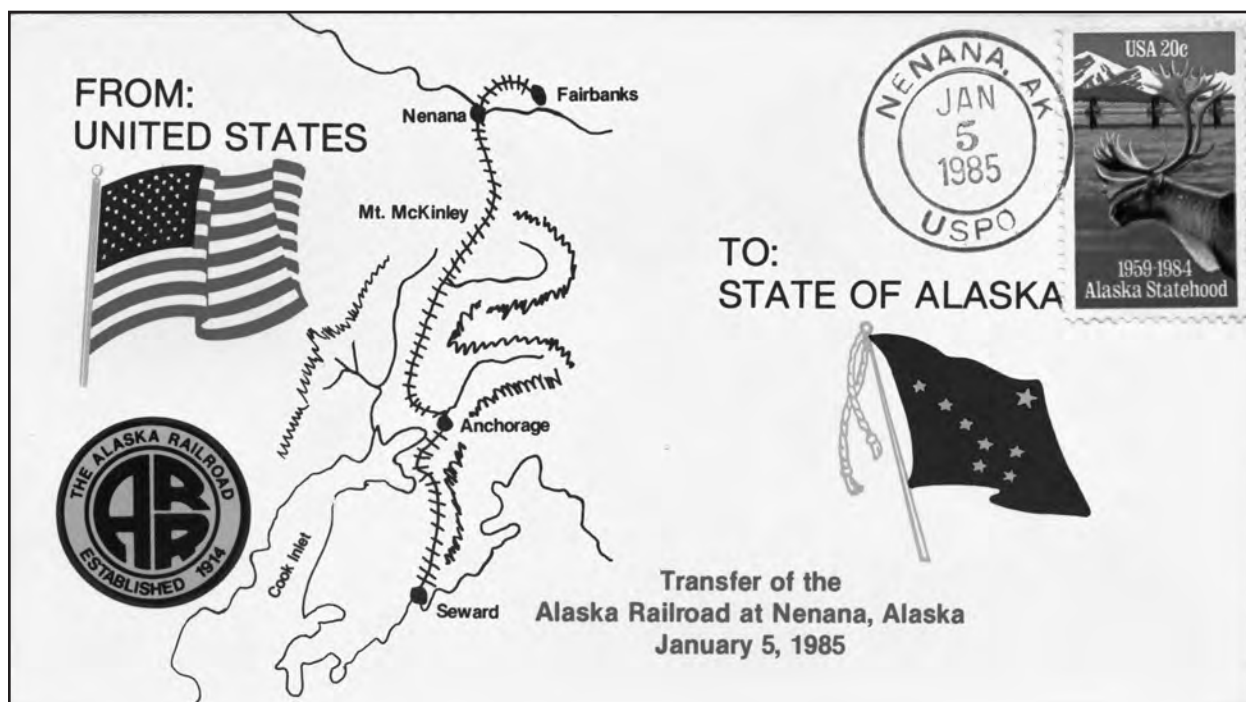 FROM:
UNITED STATES
Nenana
Fairbanks
Mt. McKinley
Anchorage
Cook Inlet
Seward
THE ALASKA RAILROAD
ARR
ESTABLISHED 1914
NENANA, AK
JAN
5
1985
USPO
USA 20c
1959-1984
Alaska Statehood
TO:
STATE OF ALASKA
Transfer of the
Alaska Railroad at Nenana, Alaska
January 5, 1985